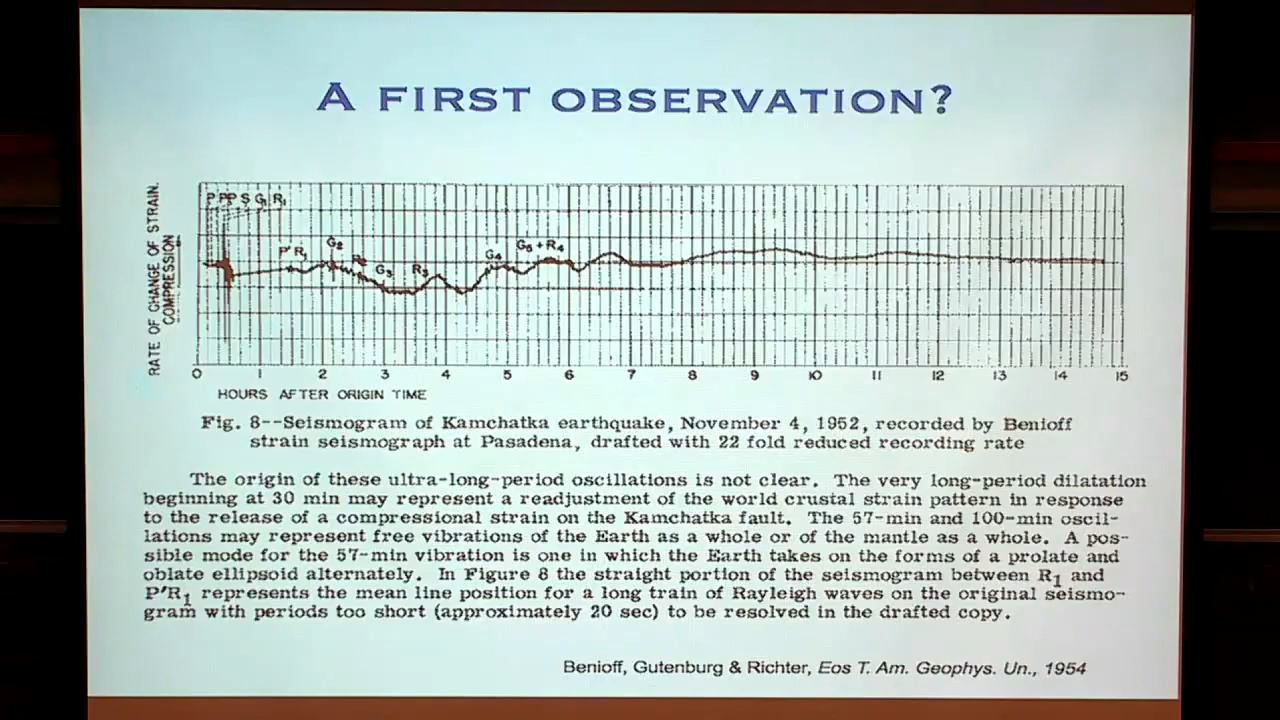 A FIRST OBSERVATION?
RATE OF CHANGE OF STRAIN.
COMPRESSION
P PP S G1 R1
P' R1
G2
R2
G3
R3
G4
G5 + R4
0 1 2 3 4 5 6 7 8 9 10 11 12 13 14 15
HOURS AFTER ORIGIN TIME
Fig. 8--Seismogram of Kamchatka earthquake, November 4, 1952, recorded by Benioff
strain seismograph at Pasadena, drafted with 22 fold reduced recording rate
The origin of these ultra-long-period oscillations is not clear. The very long-period dilatation
beginning at 30 min may represent a readjustment of the world crustal strain pattern in response
to the release of a compressional strain on the Kamchatka fault. The 57-min and 100-min oscil-
lations may represent free vibrations of the Earth as a whole or of the mantle as a whole. A pos-
sible mode for the 57-min vibration is one in which the Earth takes on the forms of a prolate and
oblate ellipsoid alternately. In Figure 8 the straight portion of the seismogram between R1 and
P'R1 represents the mean line position for a long train of Rayleigh waves on the original seismo-
gram with periods too short (approximately 20 sec) to be resolved in the drafted copy.
Benioff, Gutenburg & Richter, Eos T. Am. Geophys. Un., 1954